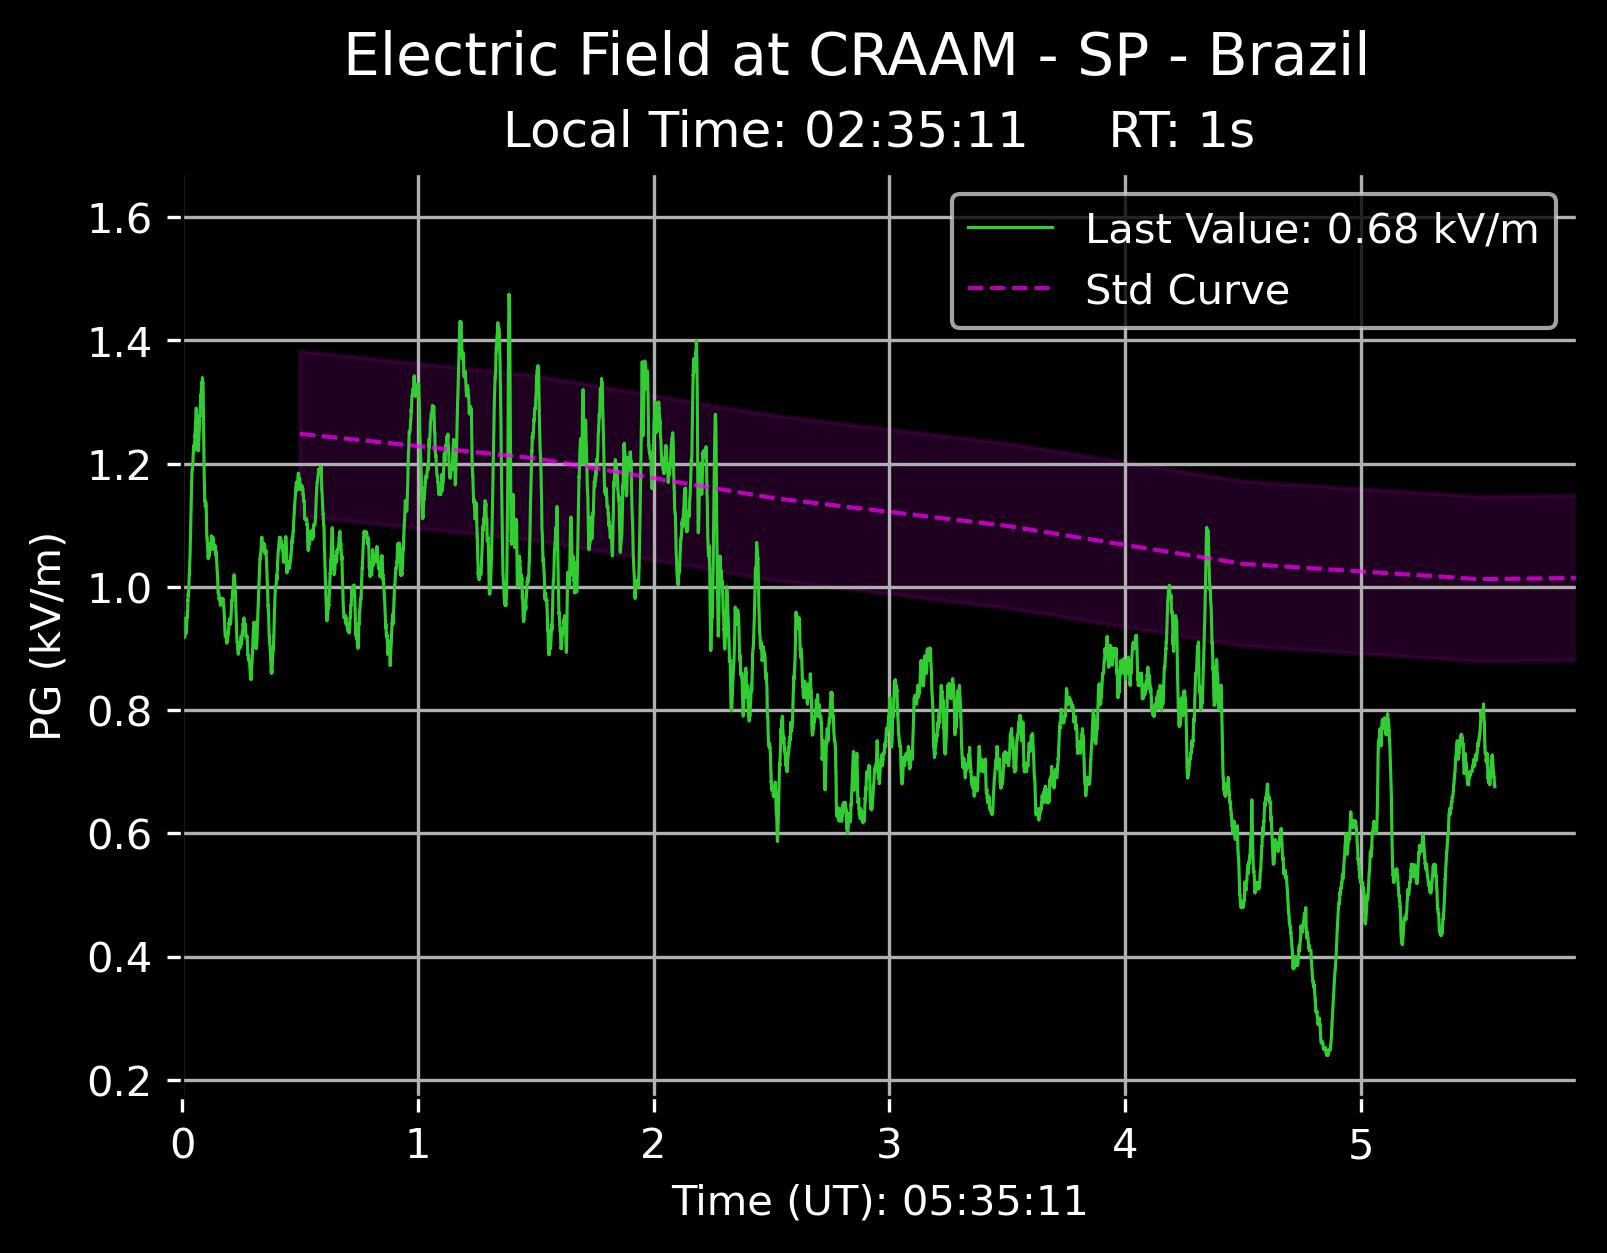 Electric Field at CRAAM - SP - Brazil
Local Time: 02:35:11 RT: 1s
Last Value: 0.68 kV/m
Std Curve
PG (kV/m)
1.6
1.4
1.2
1.0
0.8
0.6
0.4
0.2
0 1 2 3 4 5
Time (UT): 05:35:11